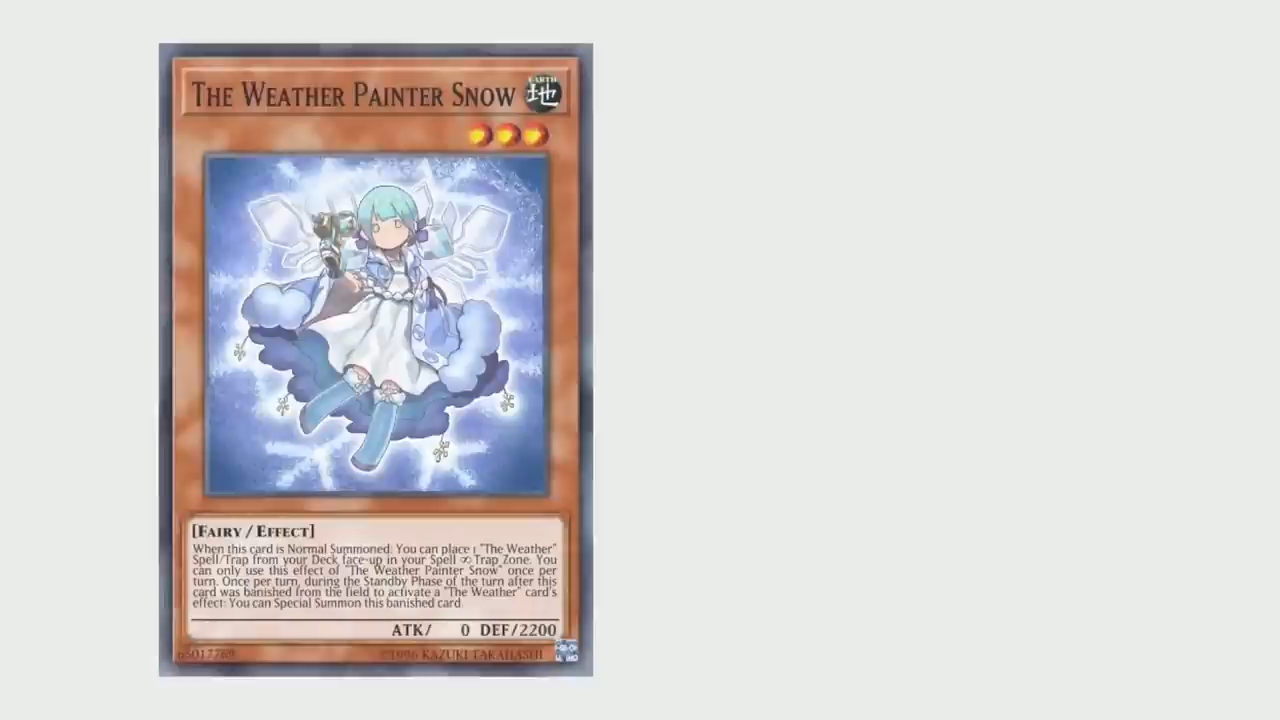 THE WEATHER PAINTER SNOW
EARTH
地
[FAIRY / EFFECT]
When this card is Normal Summoned: You can place 1 "The Weather"
Spell/Trap from your Deck face-up in your Spell & Trap Zone. You
can only use this effect of "The Weather Painter Snow" once per
turn. Once per turn, during the Standby Phase of the turn after this
card was banished from the field to activate a "The Weather" card's
effect: You can Special Summon this banished card.
ATK/ 0 DEF/2200
©1996 KAZUKI TAKAHASHI